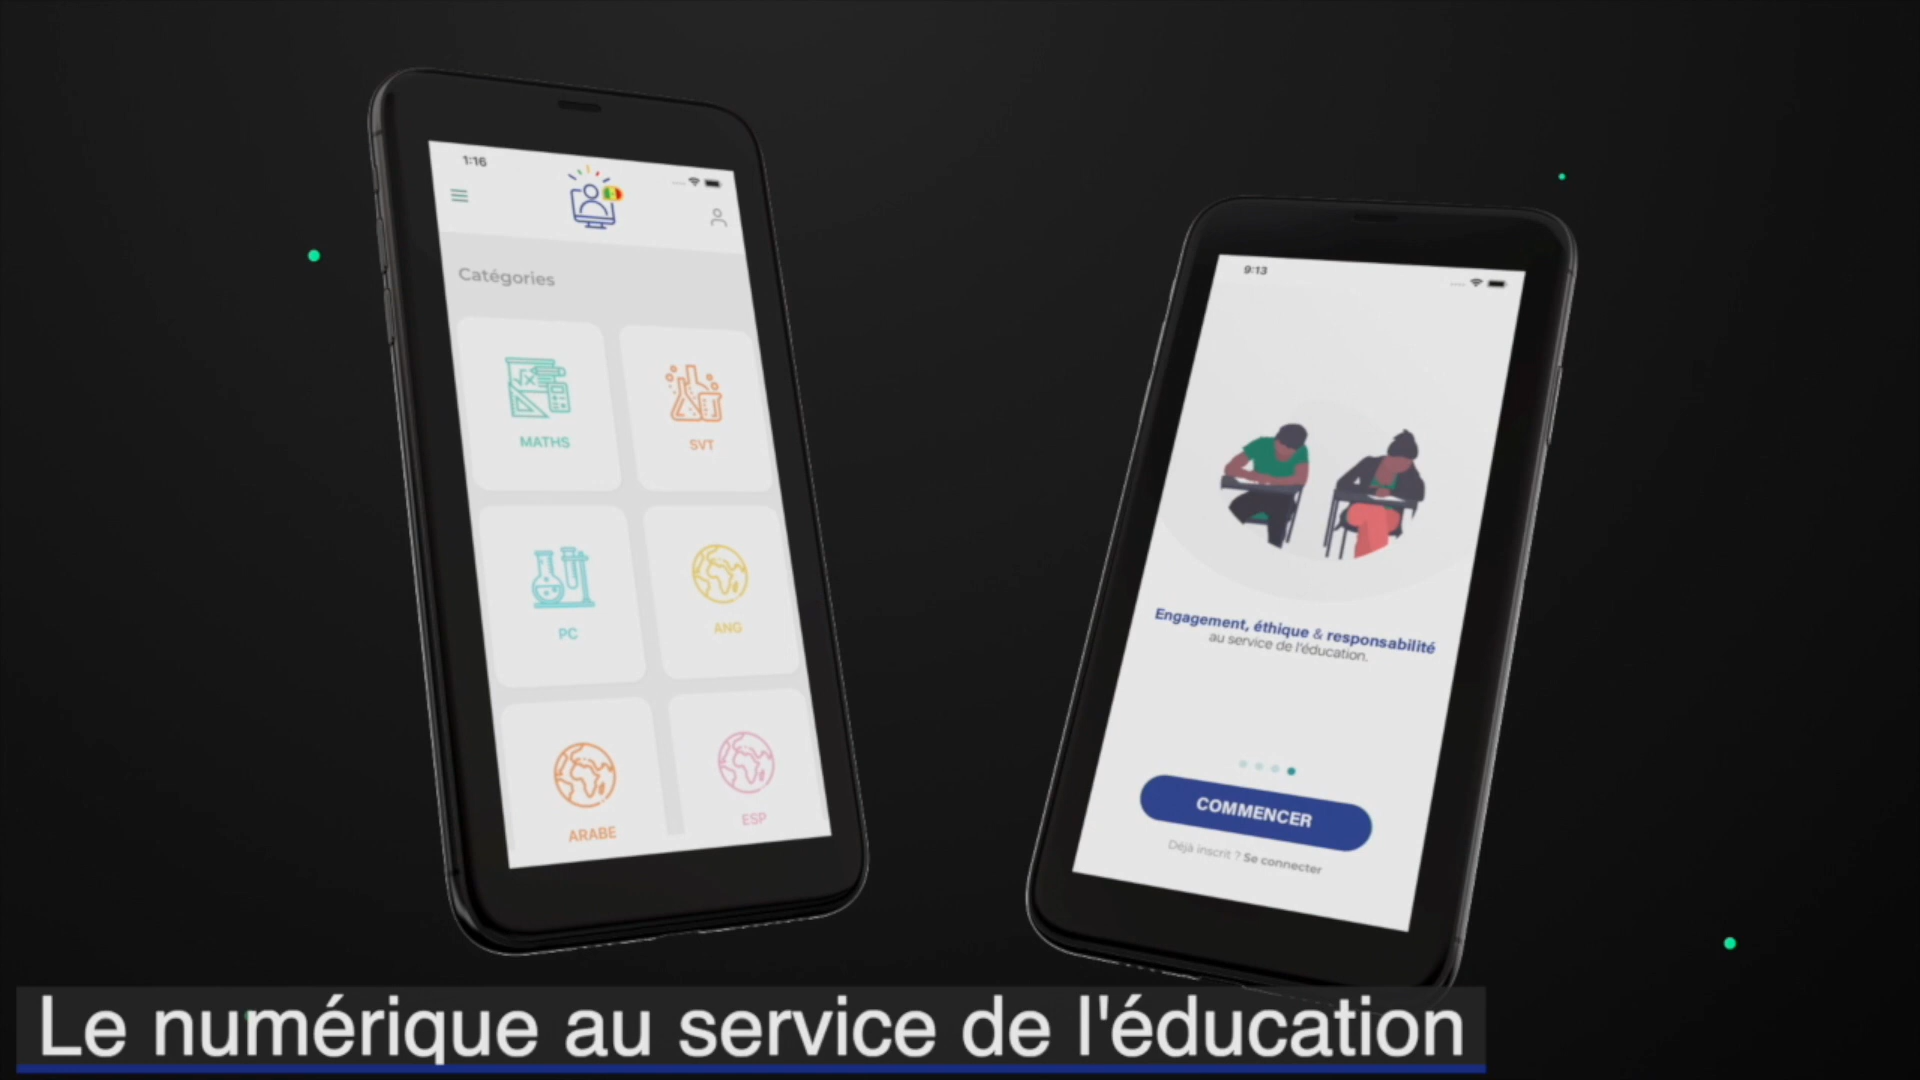 1:16
Catégories
MATHS
SVT
PC
ANG
ARABE
ESP
9:13
Engagement, éthique & responsabilité
au service de l'éducation.
COMMENCER
Déjà inscrit ? Se connecter
Le numérique au service de l'éducation